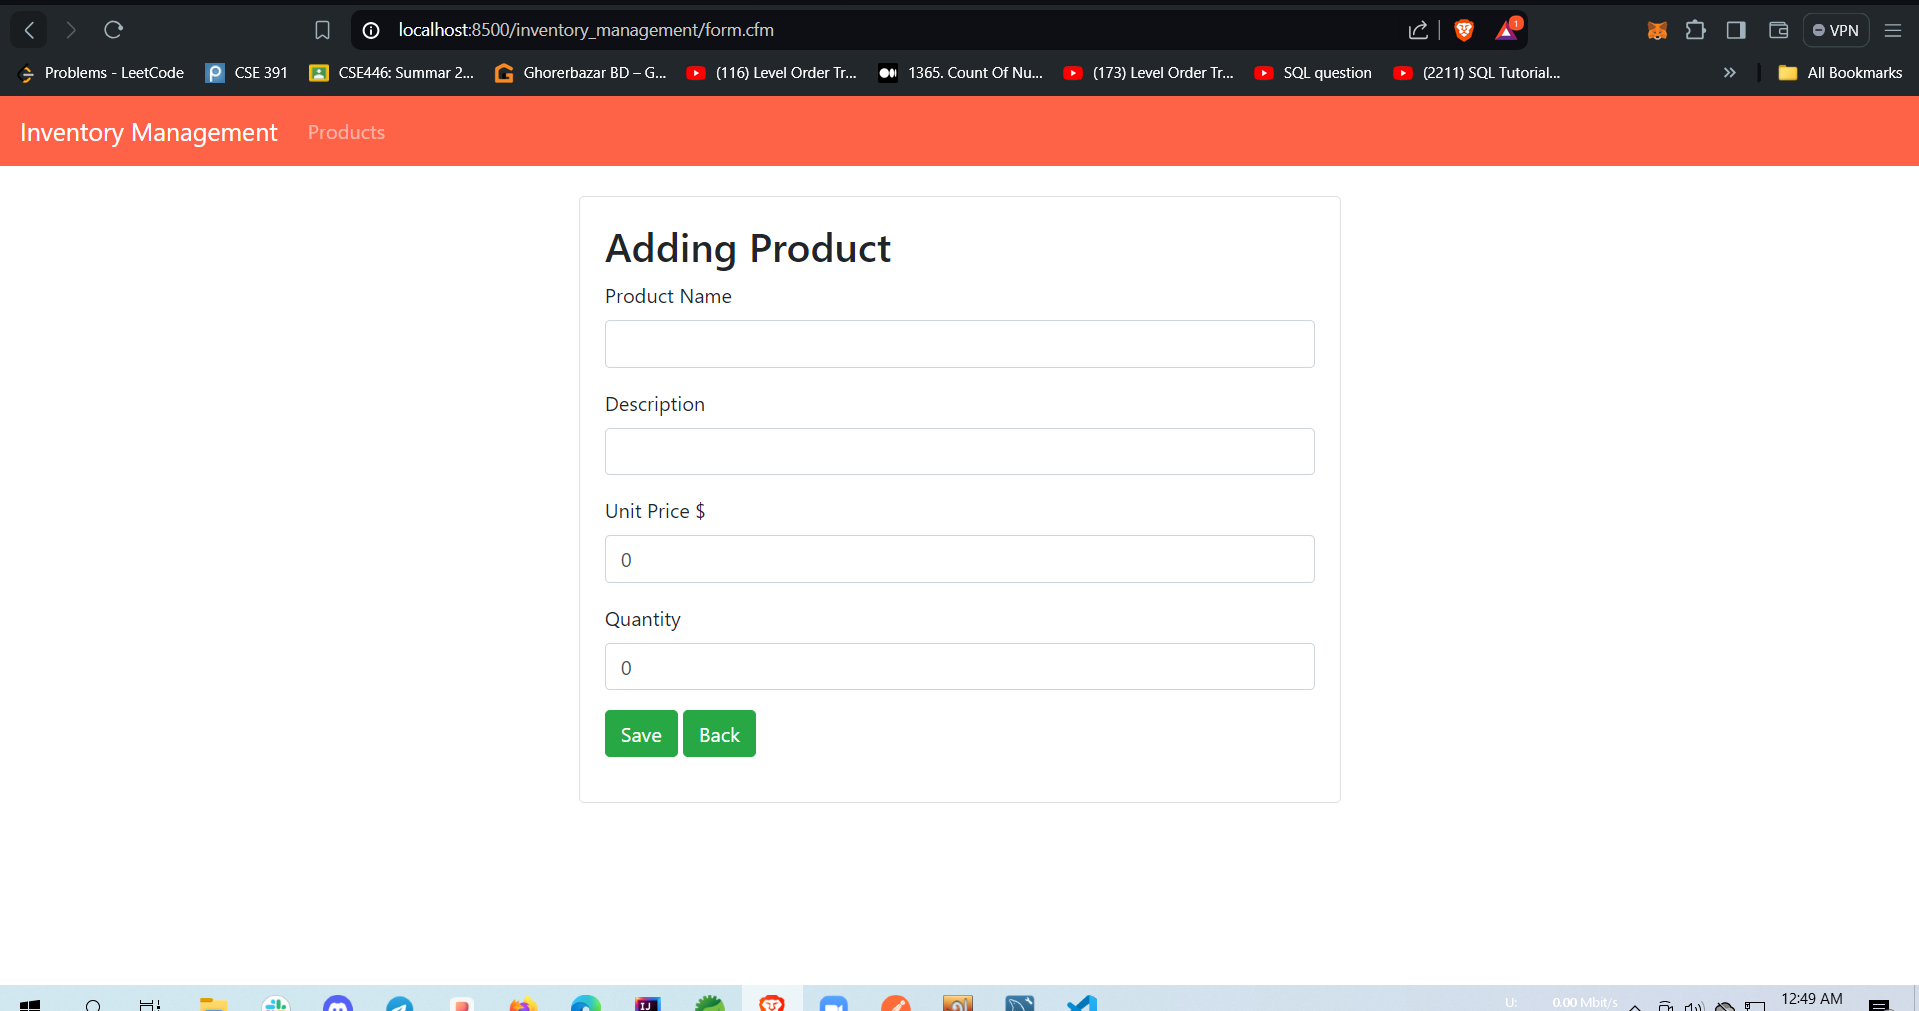 localhost:8500/inventory_management/form.cfm
1
VPN
Problems - LeetCode
CSE 391
CSE446: Summar 2...
Ghorerbazar BD – G...
(116) Level Order Tr...
1365. Count Of Nu...
(173) Level Order Tr...
SQL question
(2211) SQL Tutorial...
All Bookmarks
Inventory Management
Products
Adding Product
Product Name
Description
Unit Price $
0
Quantity
0
Save
Back
U:
0.00 Mbit/s
12:49 AM